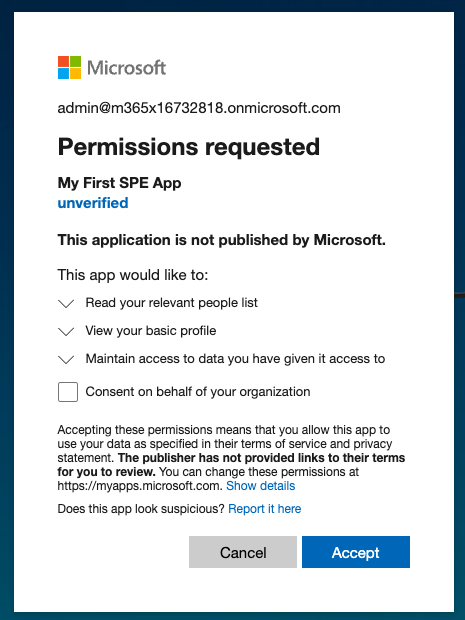 Microsoft
admin@m365x16732818.onmicrosoft.com
Permissions requested
My First SPE App
unverified
This application is not published by Microsoft.
This app would like to:
Read your relevant people list
View your basic profile
Maintain access to data you have given it access to
Consent on behalf of your organization
Accepting these permissions means that you allow this app to
use your data as specified in their terms of service and privacy
statement. The publisher has not provided links to their terms
for you to review. You can change these permissions at
https://myapps.microsoft.com. Show details
Does this app look suspicious? Report it here
Cancel Accept